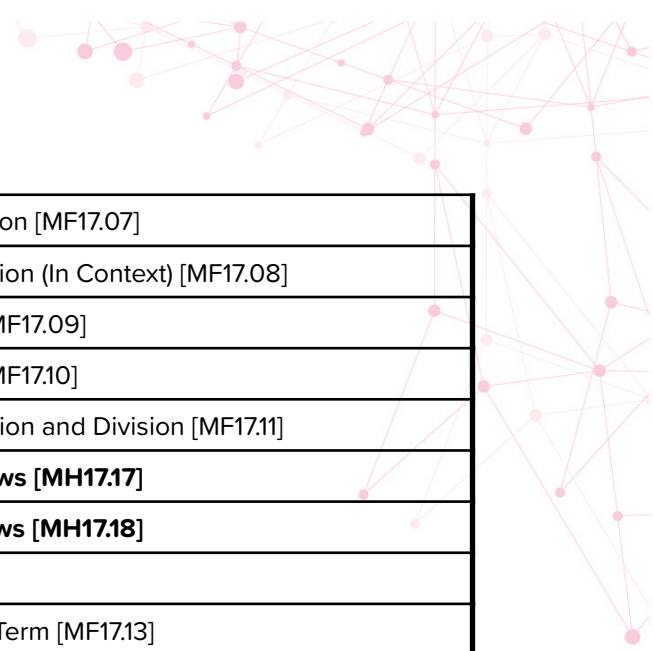 on [MF17.07]
ion (In Context) [MF17.08]
MF17.09]
MF17.10]
ion and Division [MF17.11]
ws [MH17.17]
ws [MH17.18]
Term [MF17.13]